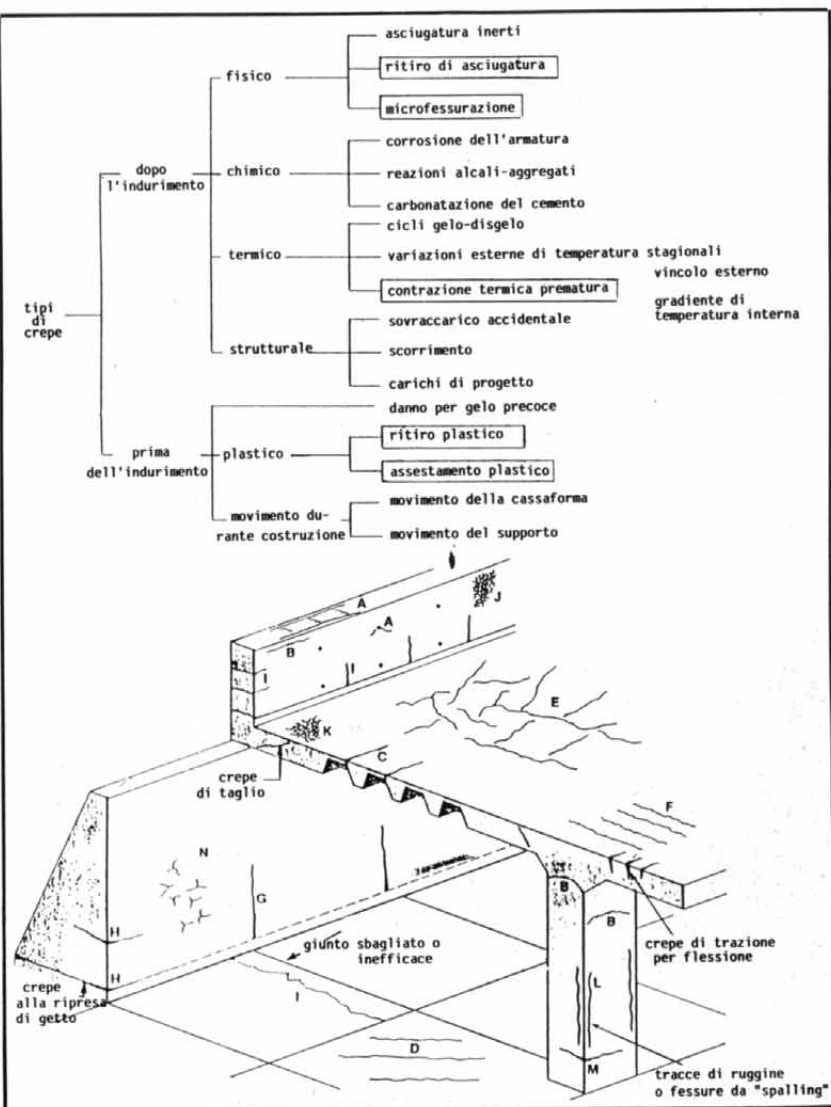 asciugatura inerti
fisico
ritiro di asciugatura
microfessurazione
corrosione dell'armatura
dopo
l'indurimento
chimico
reazioni alcali-aggregati
carbonatazione del cemento
cicli gelo-disgelo
termico
variazioni esterne di temperatura stagionali
vincolo esterno
contrazione termica prematura
gradiente di
temperatura interna
tipi
di
crepe
sovraccarico accidentale
strutturale
scorrimento
carichi di progetto
danno per gelo precoce
ritiro plastico
prima
dell'indurimento
plastico
assestamento plastico
movimento della cassaforma
movimento du-
rante costruzione
movimento del supporto
A
J
A
B
I
I
E
K
C
crepe
di taglio
F
N
B
B
G
crepe di trazione
per flessione
H
giunto sbagliato o
inefficace
L
H
crepe
alla ripresa
di getto
I
D
M
tracce di ruggine
o fessure da "spalling"